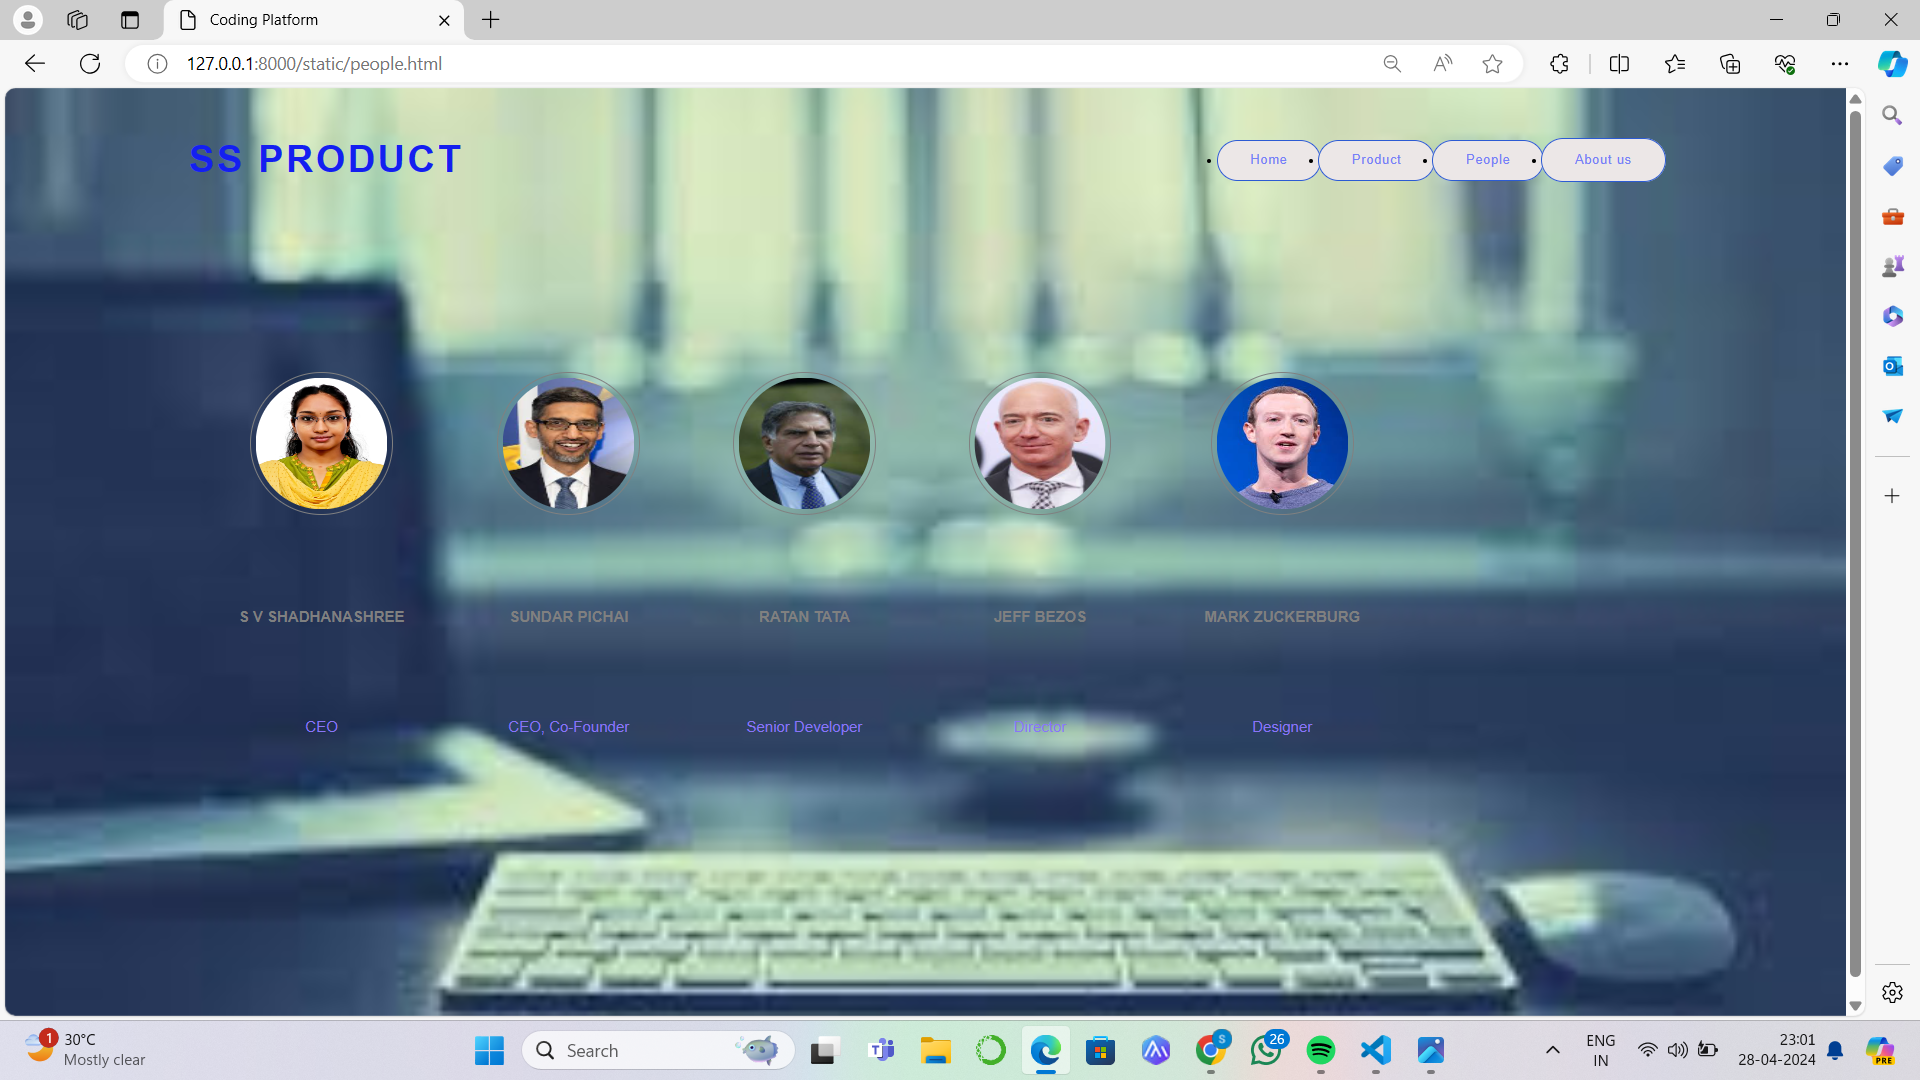 Coding Platform
127.0.0.1:8000/static/people.html
SS PRODUCT
Home
Product
People
About us
S V SHADHANASHREE
SUNDAR PICHAI
RATAN TATA
JEFF BEZOS
MARK ZUCKERBURG
CEO
CEO, Co-Founder
Senior Developer
Director
Designer
1
30°C
Mostly clear
Search
S
26
ENG
IN
23:01
28-04-2024
PRE